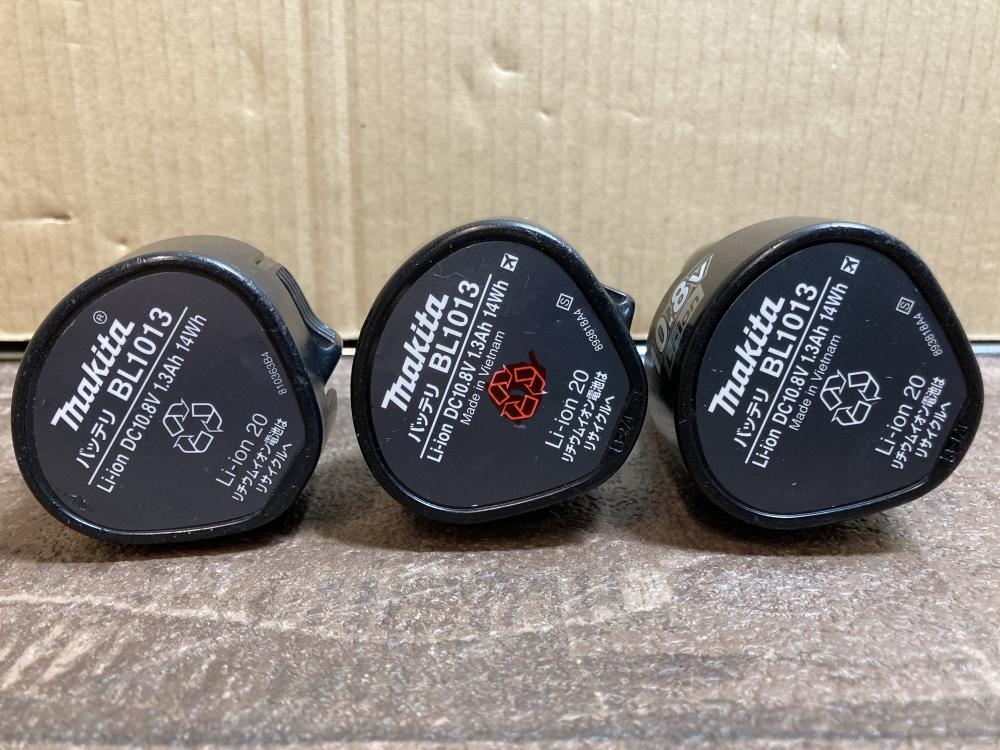 makita®
バッテリ BL1013
Li-ion DC10.8V 1.3Ah 14Wh
Li-ion 20
リチウムイオン電池は
リサイクルへ
810363B4
makita
バッテリ BL1013
Li-ion DC10.8V 1.3Ah 14Wh
Made in Vietnam
Li-ion 20
リチウムイオン電池は
リサイクルへ
S 893818A4
makita
バッテリ BL1013
Li-ion DC10.8V 1.3Ah 14Wh
Made in Vietnam
Li-ion 20
リチウムイオン電池は
リサイクルへ
S 893818A4